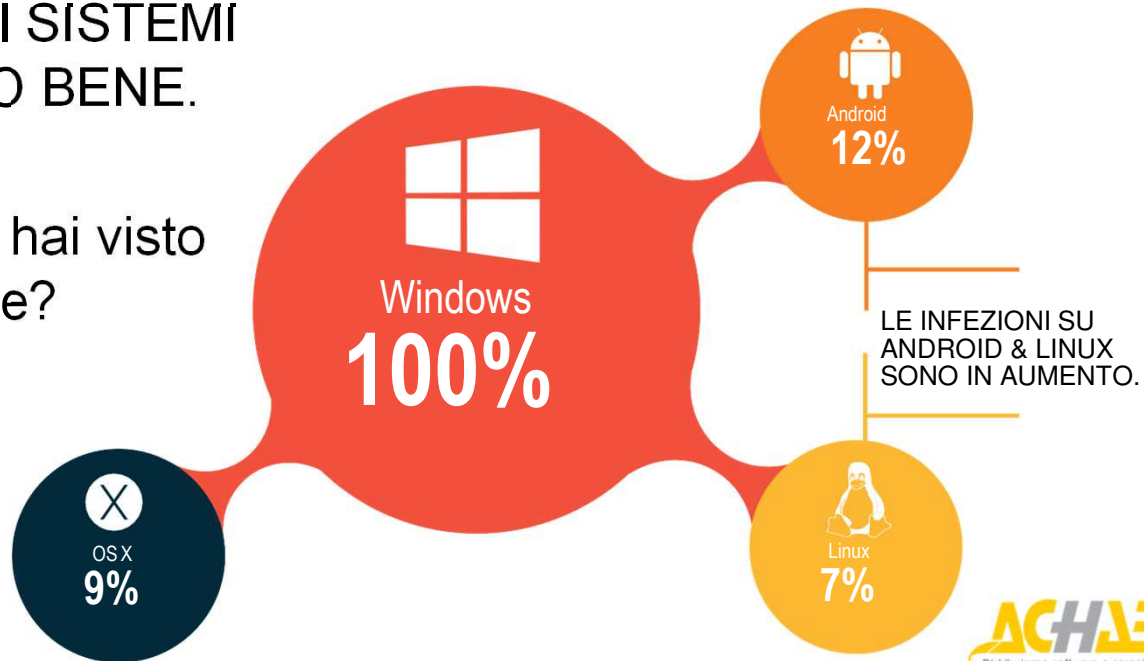 I SISTEMI
O BENE.
hai visto
e?
Windows
100%
Android
12%
LE INFEZIONI SU
ANDROID & LINUX
SONO IN AUMENTO.
X
OS X
9%
Linux
7%